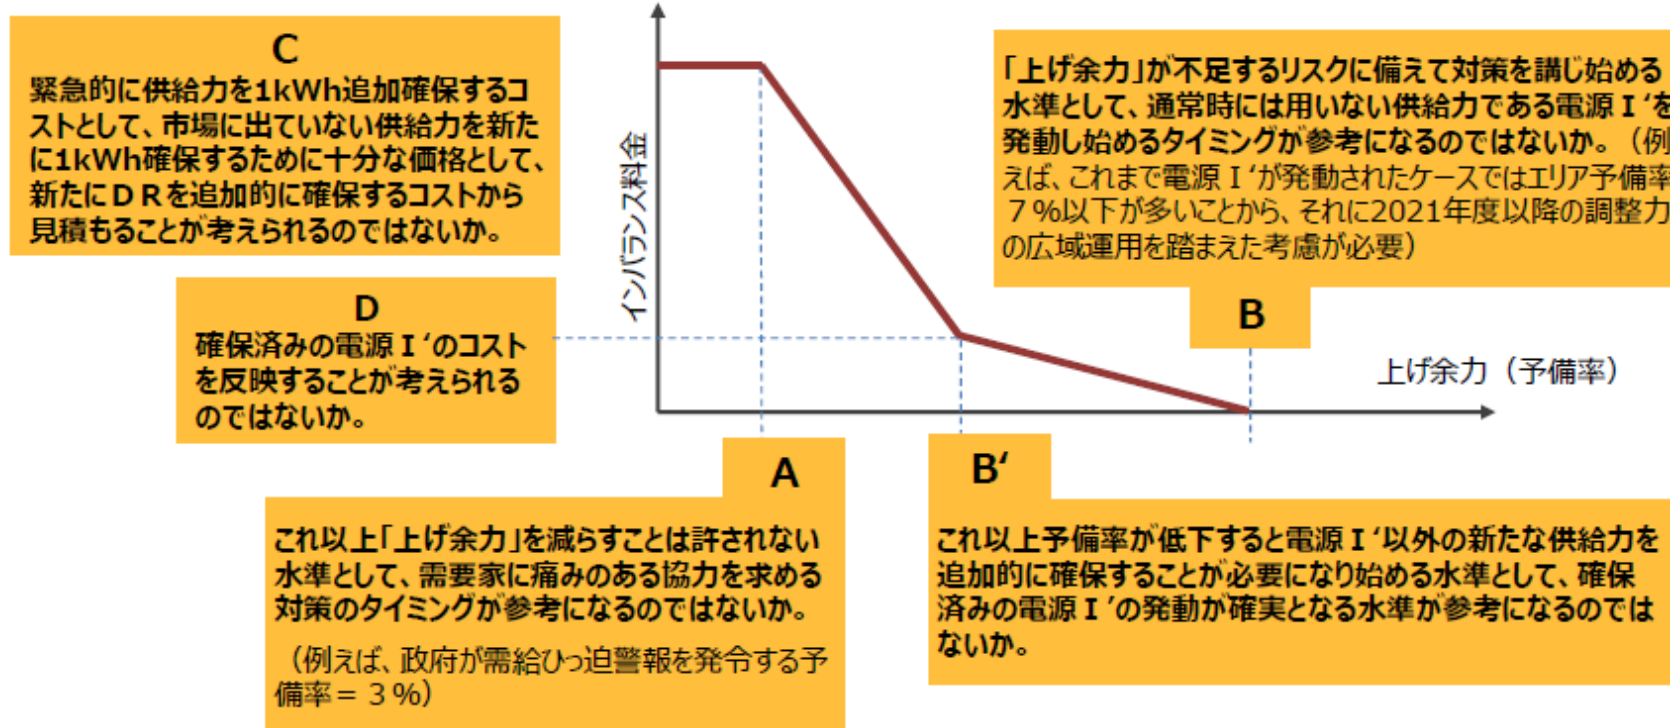 C
緊急的に供給力を1kWh追加確保するコ
ストとして、市場に出ていない供給力を新た
に1kWh確保するために十分な価格として、
新たにＤＲを追加的に確保するコストから
見積もることが考えられるのではないか。
D
確保済みの電源Ｉ‘のコスト
を反映することが考えられる
のではないか。
インバランス料金
「上げ余力」が不足するリスクに備えて対策を講じ始める
水準として、通常時には用いない供給力である電源Ｉ‘を
発動し始めるタイミングが参考になるのではないか。（例
えば、これまで電源Ｉ‘が発動されたケースではエリア予備率
７％以下が多いことから、それに2021年度以降の調整力
の広域運用を踏まえた考慮が必要）
B
上げ余力（予備率）
A
これ以上「上げ余力」を減らすことは許されない
水準として、需要家に痛みのある協力を求める
対策のタイミングが参考になるのではないか。
（例えば、政府が需給ひっ迫警報を発令する予
備率＝３％）
B‘
これ以上予備率が低下すると電源Ｉ‘以外の新たな供給力を
追加的に確保することが必要になり始める水準として、確保
済みの電源Ｉ’の発動が確実となる水準が参考になるのでは
ないか。